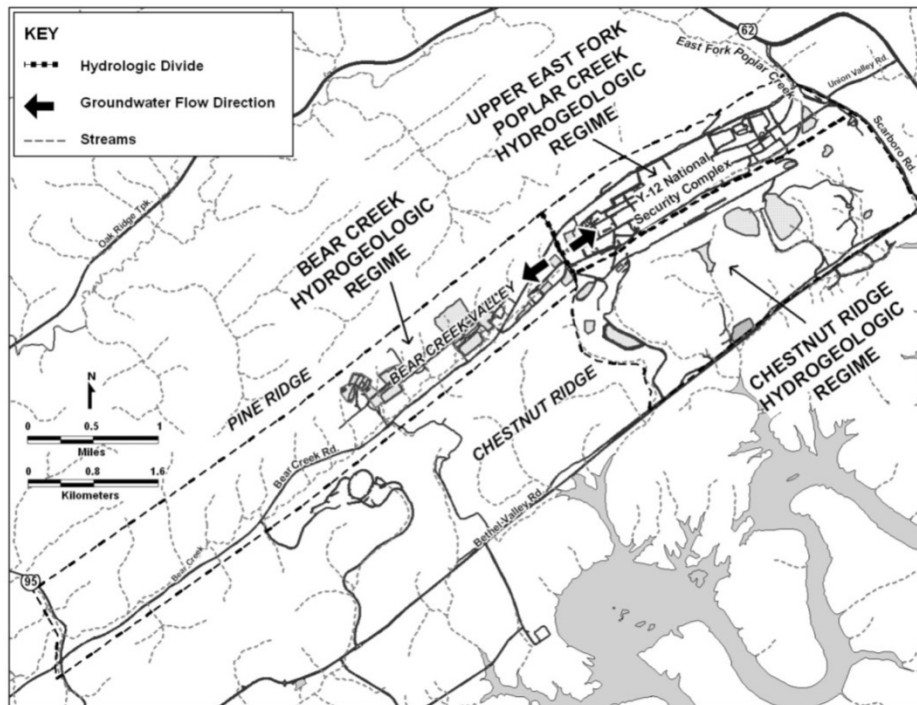 KEY
Hydrologic Divide
Groundwater Flow Direction
Streams
62
East Fork Poplar Creek
Union Valley Rd.
Scarboro Rd.
UPPER EAST FORK
POPLAR CREEK
HYDROGEOLOGIC
REGIME
Y-12 National
Security Complex
Oak Ridge Tpk.
BEAR CREEK
HYDROGEOLOGIC
REGIME
BEAR CREEK VALLEY
PINE RIDGE
CHESTNUT RIDGE
CHESTNUT RIDGE
HYDROGEOLOGIC
REGIME
N
0 0.5 1
Miles
0 0.8 1.6
Kilometers
Bear Creek Rd.
Bethel Valley Rd.
Bear Creek
95